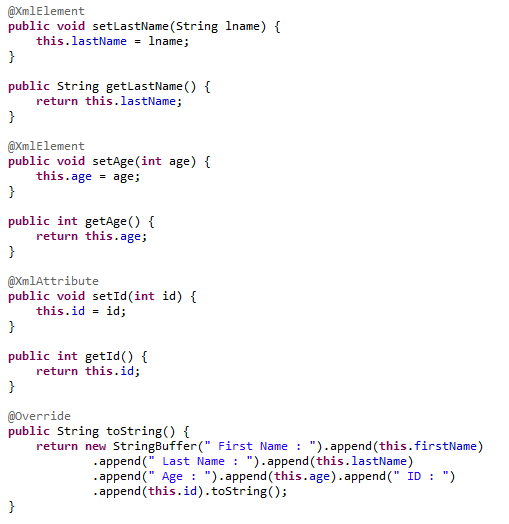 @XmlElement
public void setLastName(String lname) {
    this.lastName = lname;
}

public String getLastName() {
    return this.lastName;
}

@XmlElement
public void setAge(int age) {
    this.age = age;
}

public int getAge() {
    return this.age;
}

@XmlAttribute
public void setId(int id) {
    this.id = id;
}

public int getId() {
    return this.id;
}

@Override
public String toString() {
    return new StringBuffer(" First Name : ").append(this.firstName)
            .append(" Last Name : ").append(this.lastName)
            .append(" Age : ").append(this.age).append(" ID : ")
            .append(this.id).toString();
}